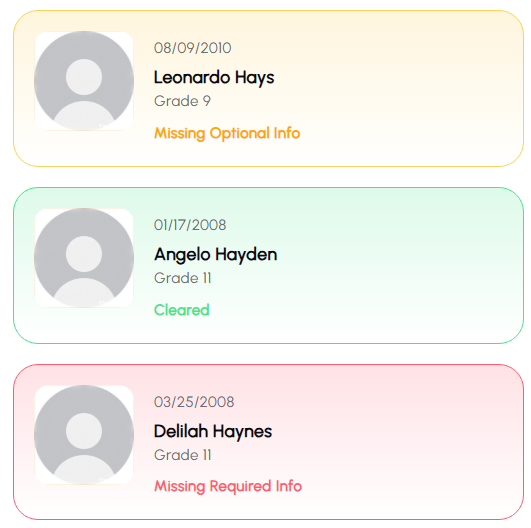 08/09/2010
Leonardo Hays
Grade 9
Missing Optional Info
01/17/2008
Angelo Hayden
Grade 11
Cleared
03/25/2008
Delilah Haynes
Grade 11
Missing Required Info